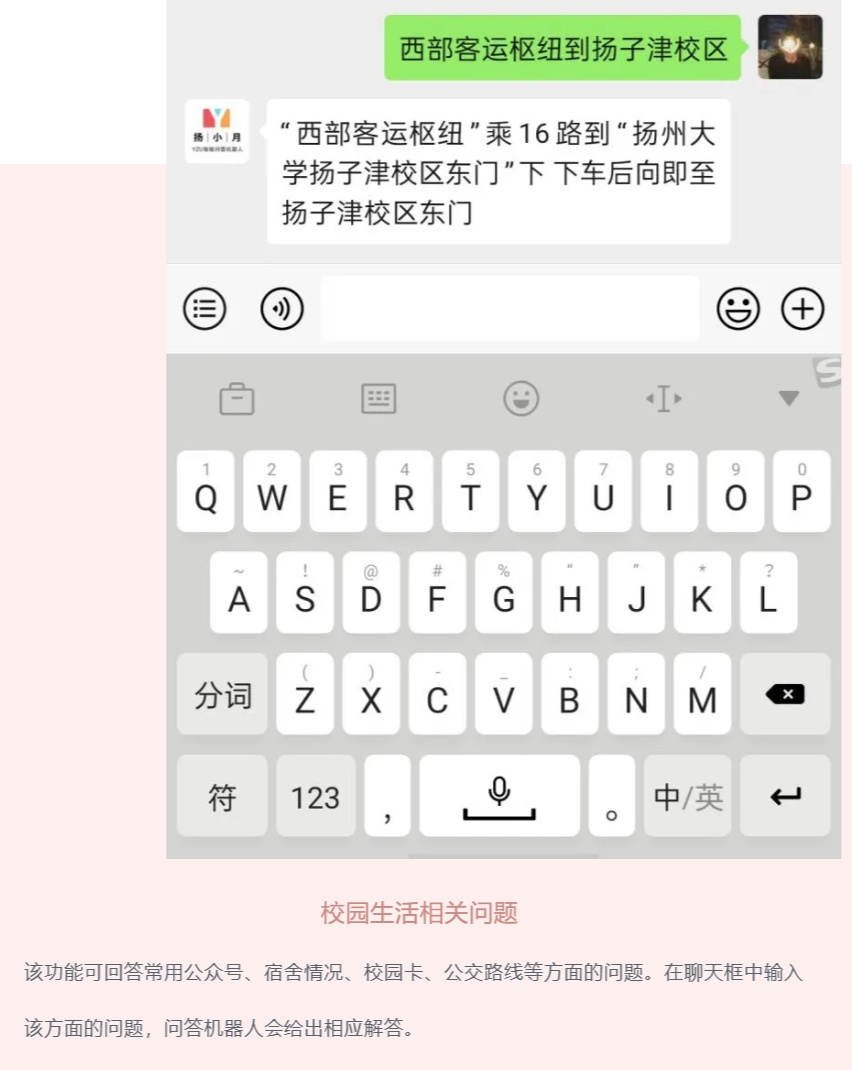 西部客运枢纽到扬子津校区
扬|小|月
YZU智能问答机器人
“西部客运枢纽”乘16路到“扬州大
学扬子津校区东门”下 下车后向即至
扬子津校区东门
S
1 2 3 4 5 6 7 8 9 0
Q W E R T Y U I O P
~ ! @ # % “ ” * ?
A S D F G H J K L
( ) - _ : ; /
分词 Z X C V B N M
符 123 , 。 中/英
校园生活相关问题
该功能可回答常用公众号、宿舍情况、校园卡、公交路线等方面的问题。在聊天框中输入
该方面的问题，问答机器人会给出相应解答。